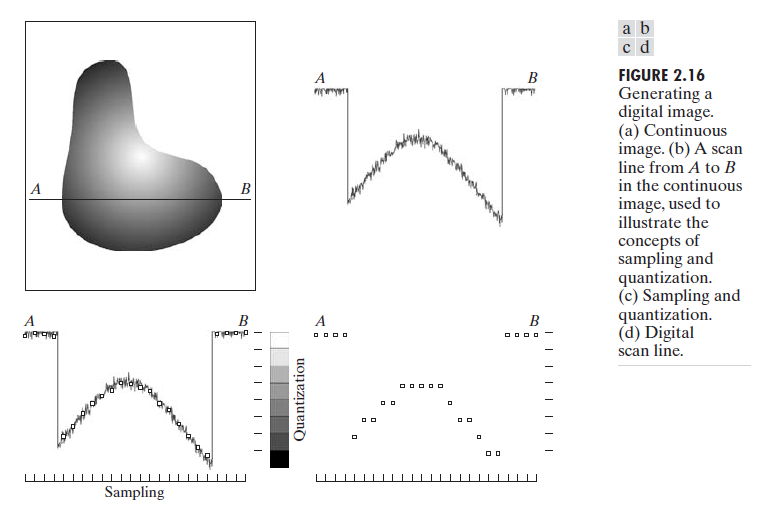 A B
A B
A B
Quantization
Sampling
A B
a b
c d
FIGURE 2.16
Generating a
digital image.
(a) Continuous
image. (b) A scan
line from A to B
in the continuous
image, used to
illustrate the
concepts of
sampling and
quantization.
(c) Sampling and
quantization.
(d) Digital
scan line.